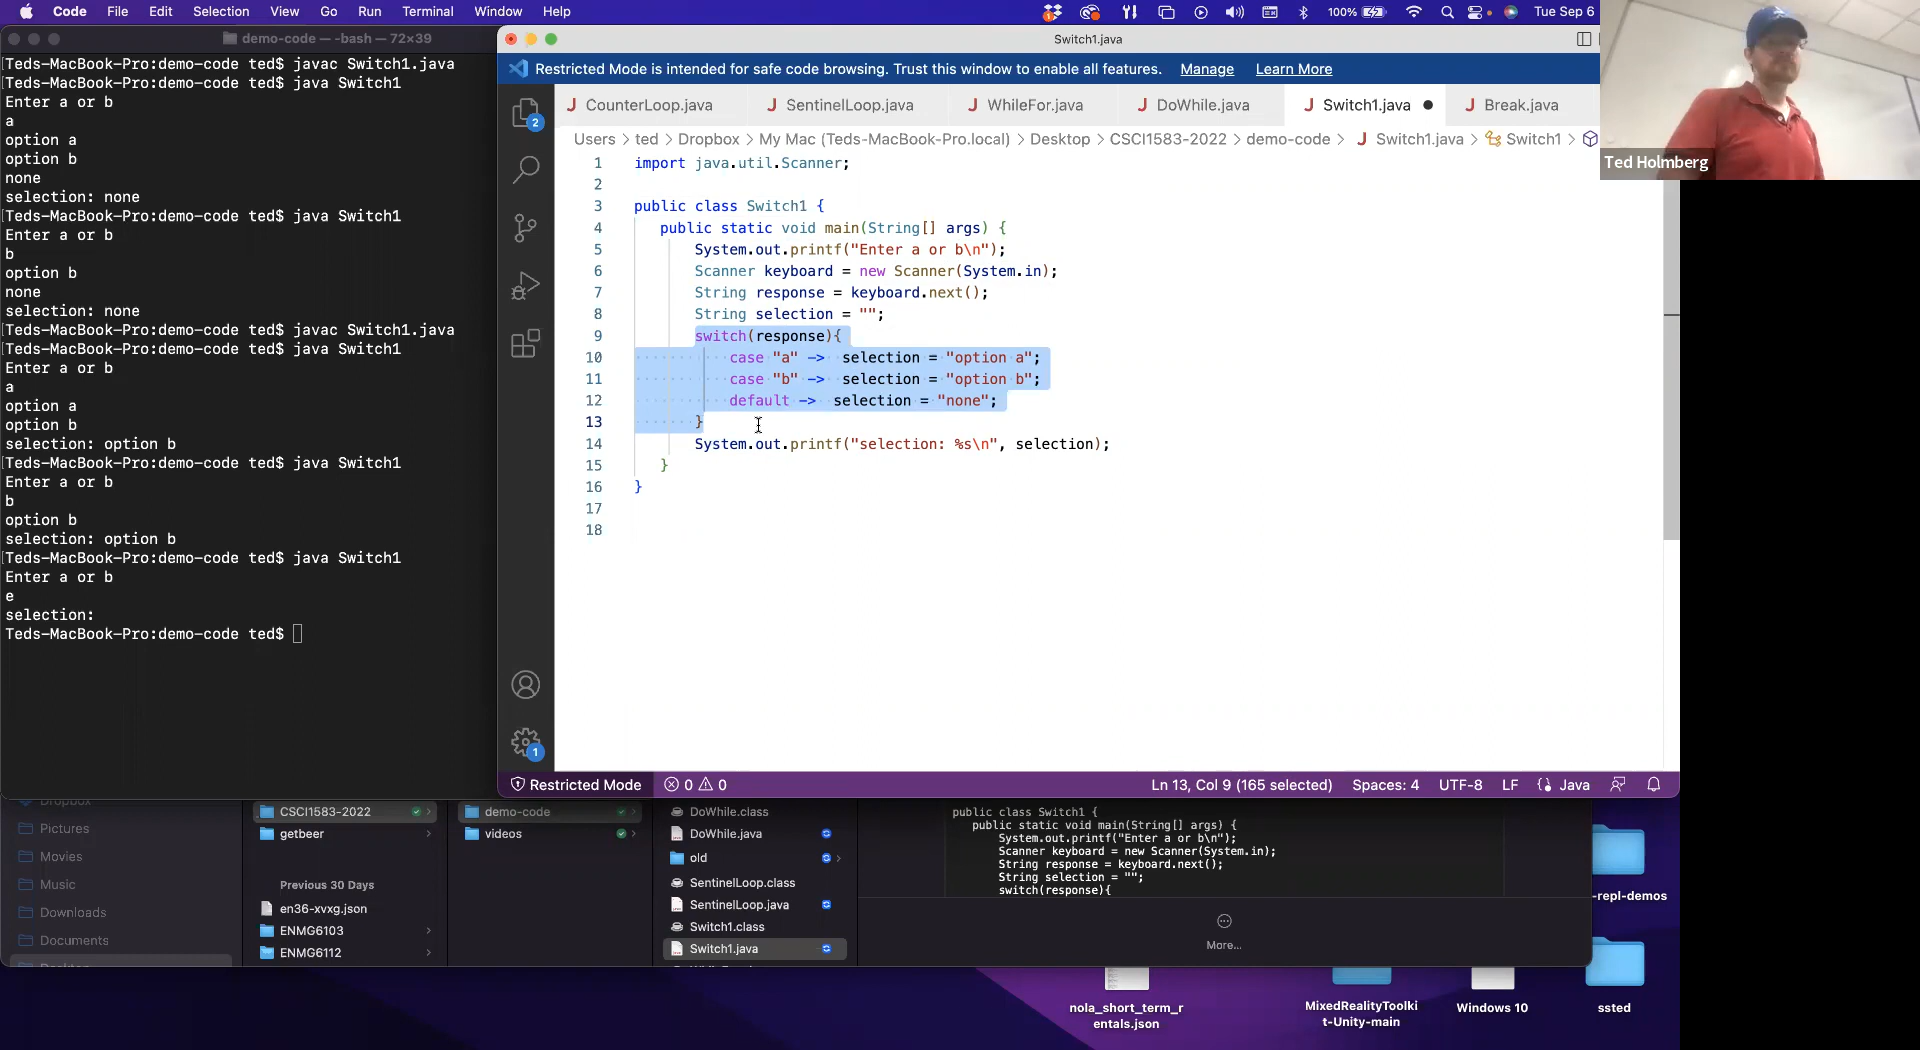 Code File Edit Selection View Go Run Terminal Window Help
1
100%
Tue Sep 6
demo-code — -bash — 72×39
Teds-MacBook-Pro:demo-code ted$ javac Switch1.java
Teds-MacBook-Pro:demo-code ted$ java Switch1
Enter a or b
a
option a
option b
none
selection: none
Teds-MacBook-Pro:demo-code ted$ java Switch1
Enter a or b
b
option b
none
selection: none
Teds-MacBook-Pro:demo-code ted$ javac Switch1.java
Teds-MacBook-Pro:demo-code ted$ java Switch1
Enter a or b
a
option a
option b
selection: option b
Teds-MacBook-Pro:demo-code ted$ java Switch1
Enter a or b
b
option b
selection: option b
Teds-MacBook-Pro:demo-code ted$ java Switch1
Enter a or b
e
selection:
Teds-MacBook-Pro:demo-code ted$
Switch1.java
Restricted Mode is intended for safe code browsing. Trust this window to enable all features. Manage Learn More
2
J CounterLoop.java J SentinelLoop.java J WhileFor.java J DoWhile.java J Switch1.java J Break.java
Users > ted > Dropbox > My Mac (Teds-MacBook-Pro.local) > Desktop > CSCI1583-2022 > demo-code > J Switch1.java > Switch1 >
1 import java.util.Scanner;
2
3 public class Switch1 {
4 public static void main(String[] args) {
5 System.out.printf("Enter a or b\n");
6 Scanner keyboard = new Scanner(System.in);
7 String response = keyboard.next();
8 String selection = "";
9 switch(response){
10 case "a" -> selection = "option a";
11 case "b" -> selection = "option b";
12 default -> selection = "none";
13 }
14 System.out.printf("selection: %s\n", selection);
15 }
16 }
17
18
1
Restricted Mode 0 0 Ln 13, Col 9 (165 selected) Spaces: 4 UTF-8 LF Java
Ted Holmberg
Dropbox
Pictures
Movies
Music
Downloads
Documents
CSCI1583-2022
getbeer
Previous 30 Days
en36-xvxg.json
ENMG6103
ENMG6112
demo-code
videos
DoWhile.class
DoWhile.java
old
SentinelLoop.class
SentinelLoop.java
Switch1.class
Switch1.java
public class Switch1 {
public static void main(String[] args) {
System.out.printf("Enter a or b\n");
Scanner keyboard = new Scanner(System.in);
String response = keyboard.next();
String selection = "";
switch(response){
More...
-repl-demos
nola_short_term_r
entals.json
MixedRealityToolki
t-Unity-main
Windows 10
ssted